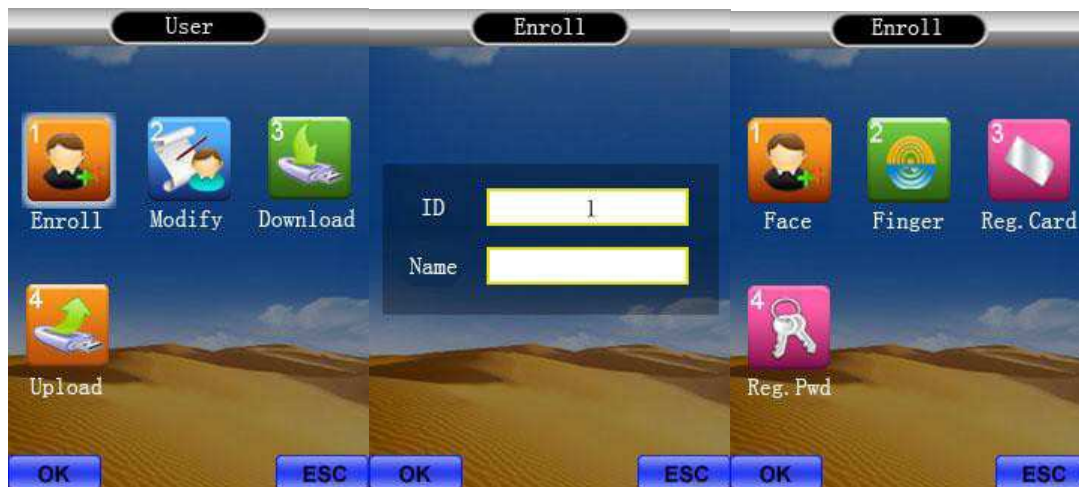 User
1
2
3
Enroll
Modify
Download
4
Upload
OK
ESC
Enroll
ID
1
Name
OK
ESC
Enroll
1
2
3
Face
Finger
Reg. Card
4
Reg. Pwd
OK
ESC